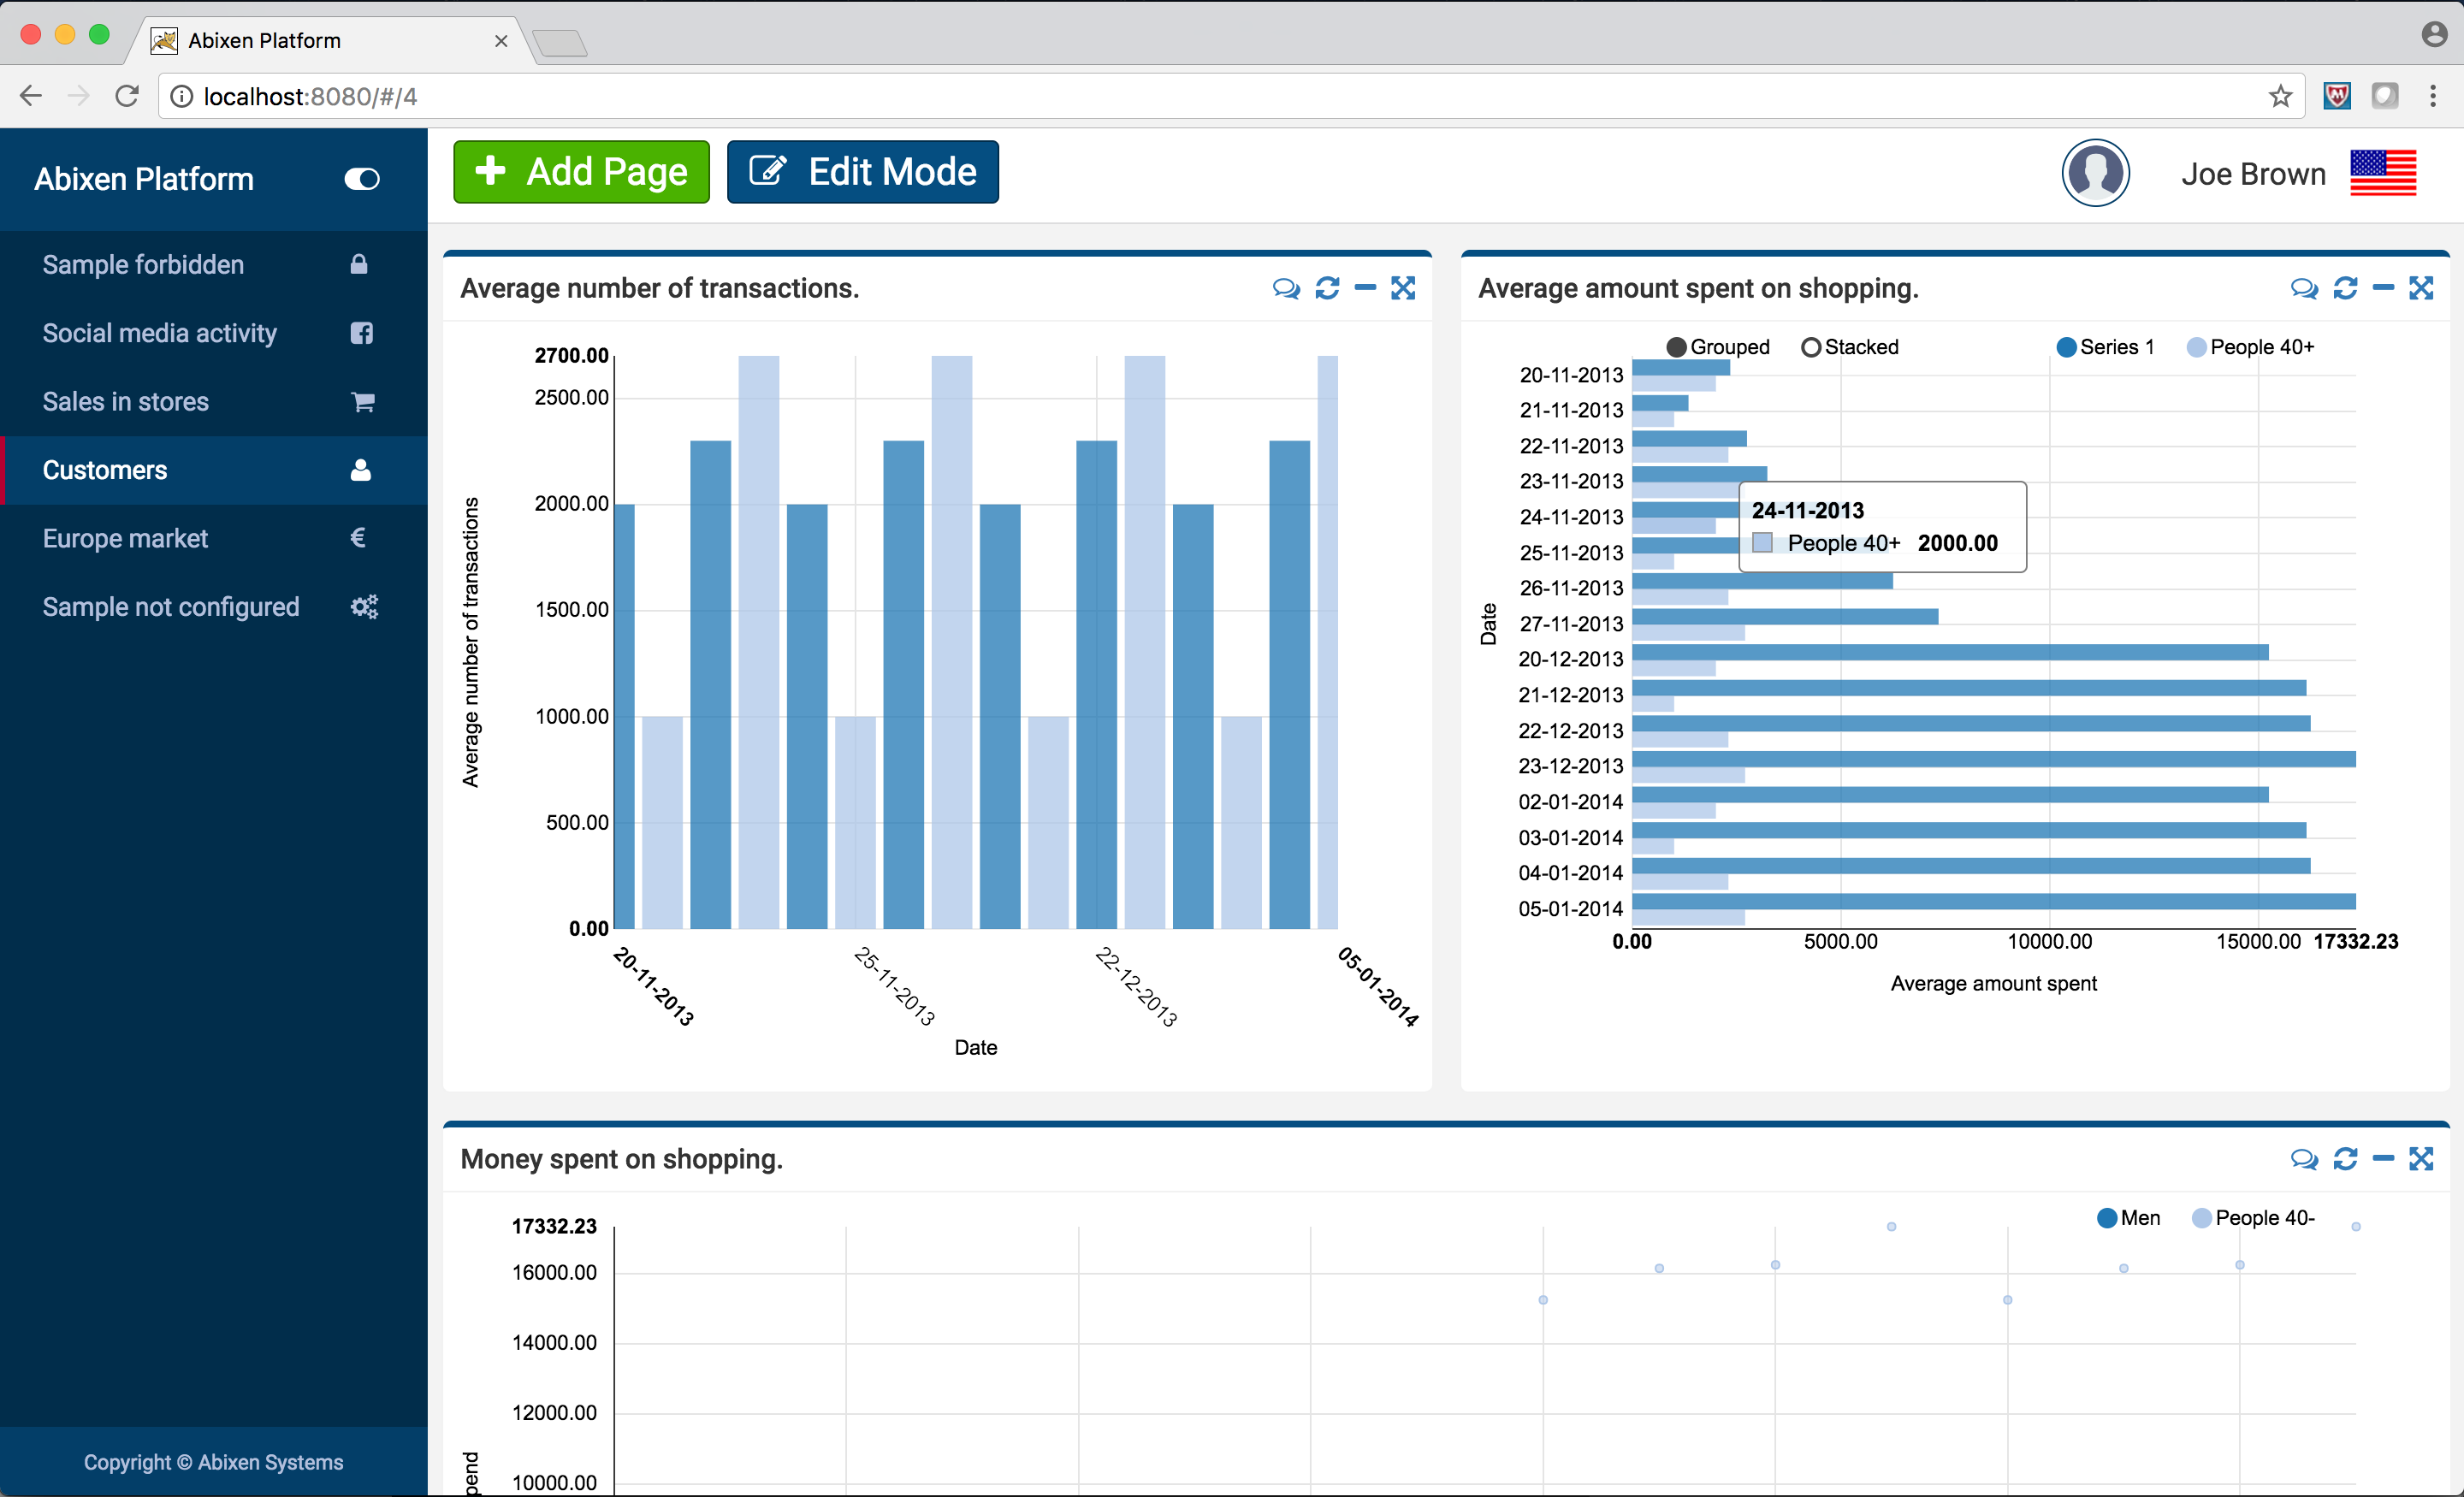 Abixen Platform
localhost:8080/#/4
Abixen Platform
Add Page
Edit Mode
Joe Brown
Sample forbidden
Social media activity
Sales in stores
Customers
Europe market
Sample not configured
Copyright © Abixen Systems
Average number of transactions.
2700.00
2500.00
2000.00
1500.00
1000.00
500.00
0.00
Average number of transactions
20-11-2013
25-11-2013
22-12-2013
05-01-2014
Date
Average amount spent on shopping.
Grouped Stacked Series 1 People 40+
20-11-2013
21-11-2013
22-11-2013
23-11-2013
24-11-2013
25-11-2013
26-11-2013
27-11-2013
20-12-2013
21-12-2013
22-12-2013
23-12-2013
02-01-2014
03-01-2014
04-01-2014
05-01-2014
Date
24-11-2013
People 40+ 2000.00
0.00 5000.00 10000.00 15000.00 17332.23
Average amount spent
Money spent on shopping.
Men People 40-
17332.23
16000.00
14000.00
12000.00
10000.00
pend